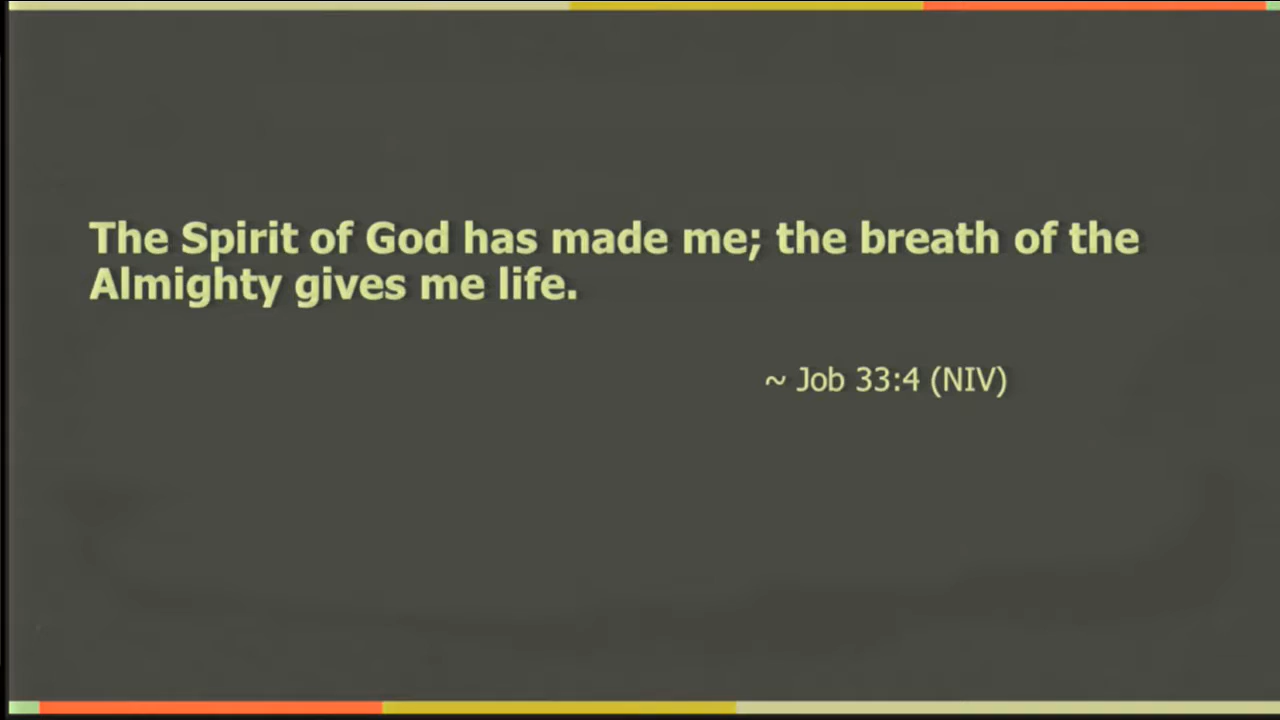 The Spirit of God has made me; the breath of the
Almighty gives me life.
~ Job 33:4 (NIV)